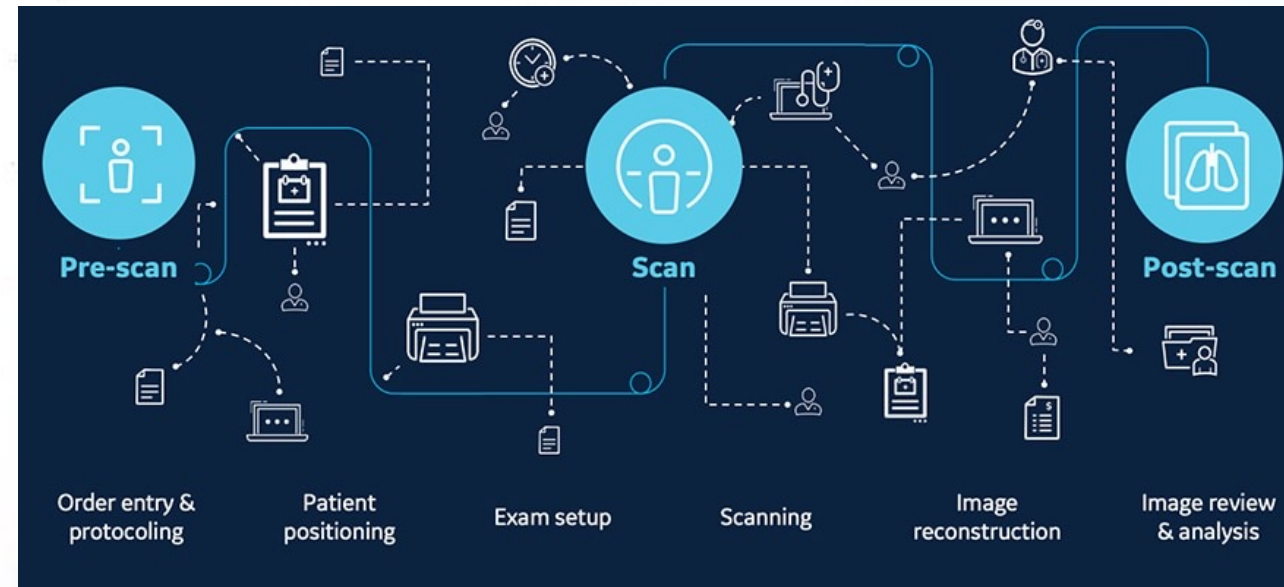 Pre-scan
Scan
Post-scan
$
Order entry &
protocoling
Patient
positioning
Exam setup
Scanning
Image
reconstruction
Image review
& analysis